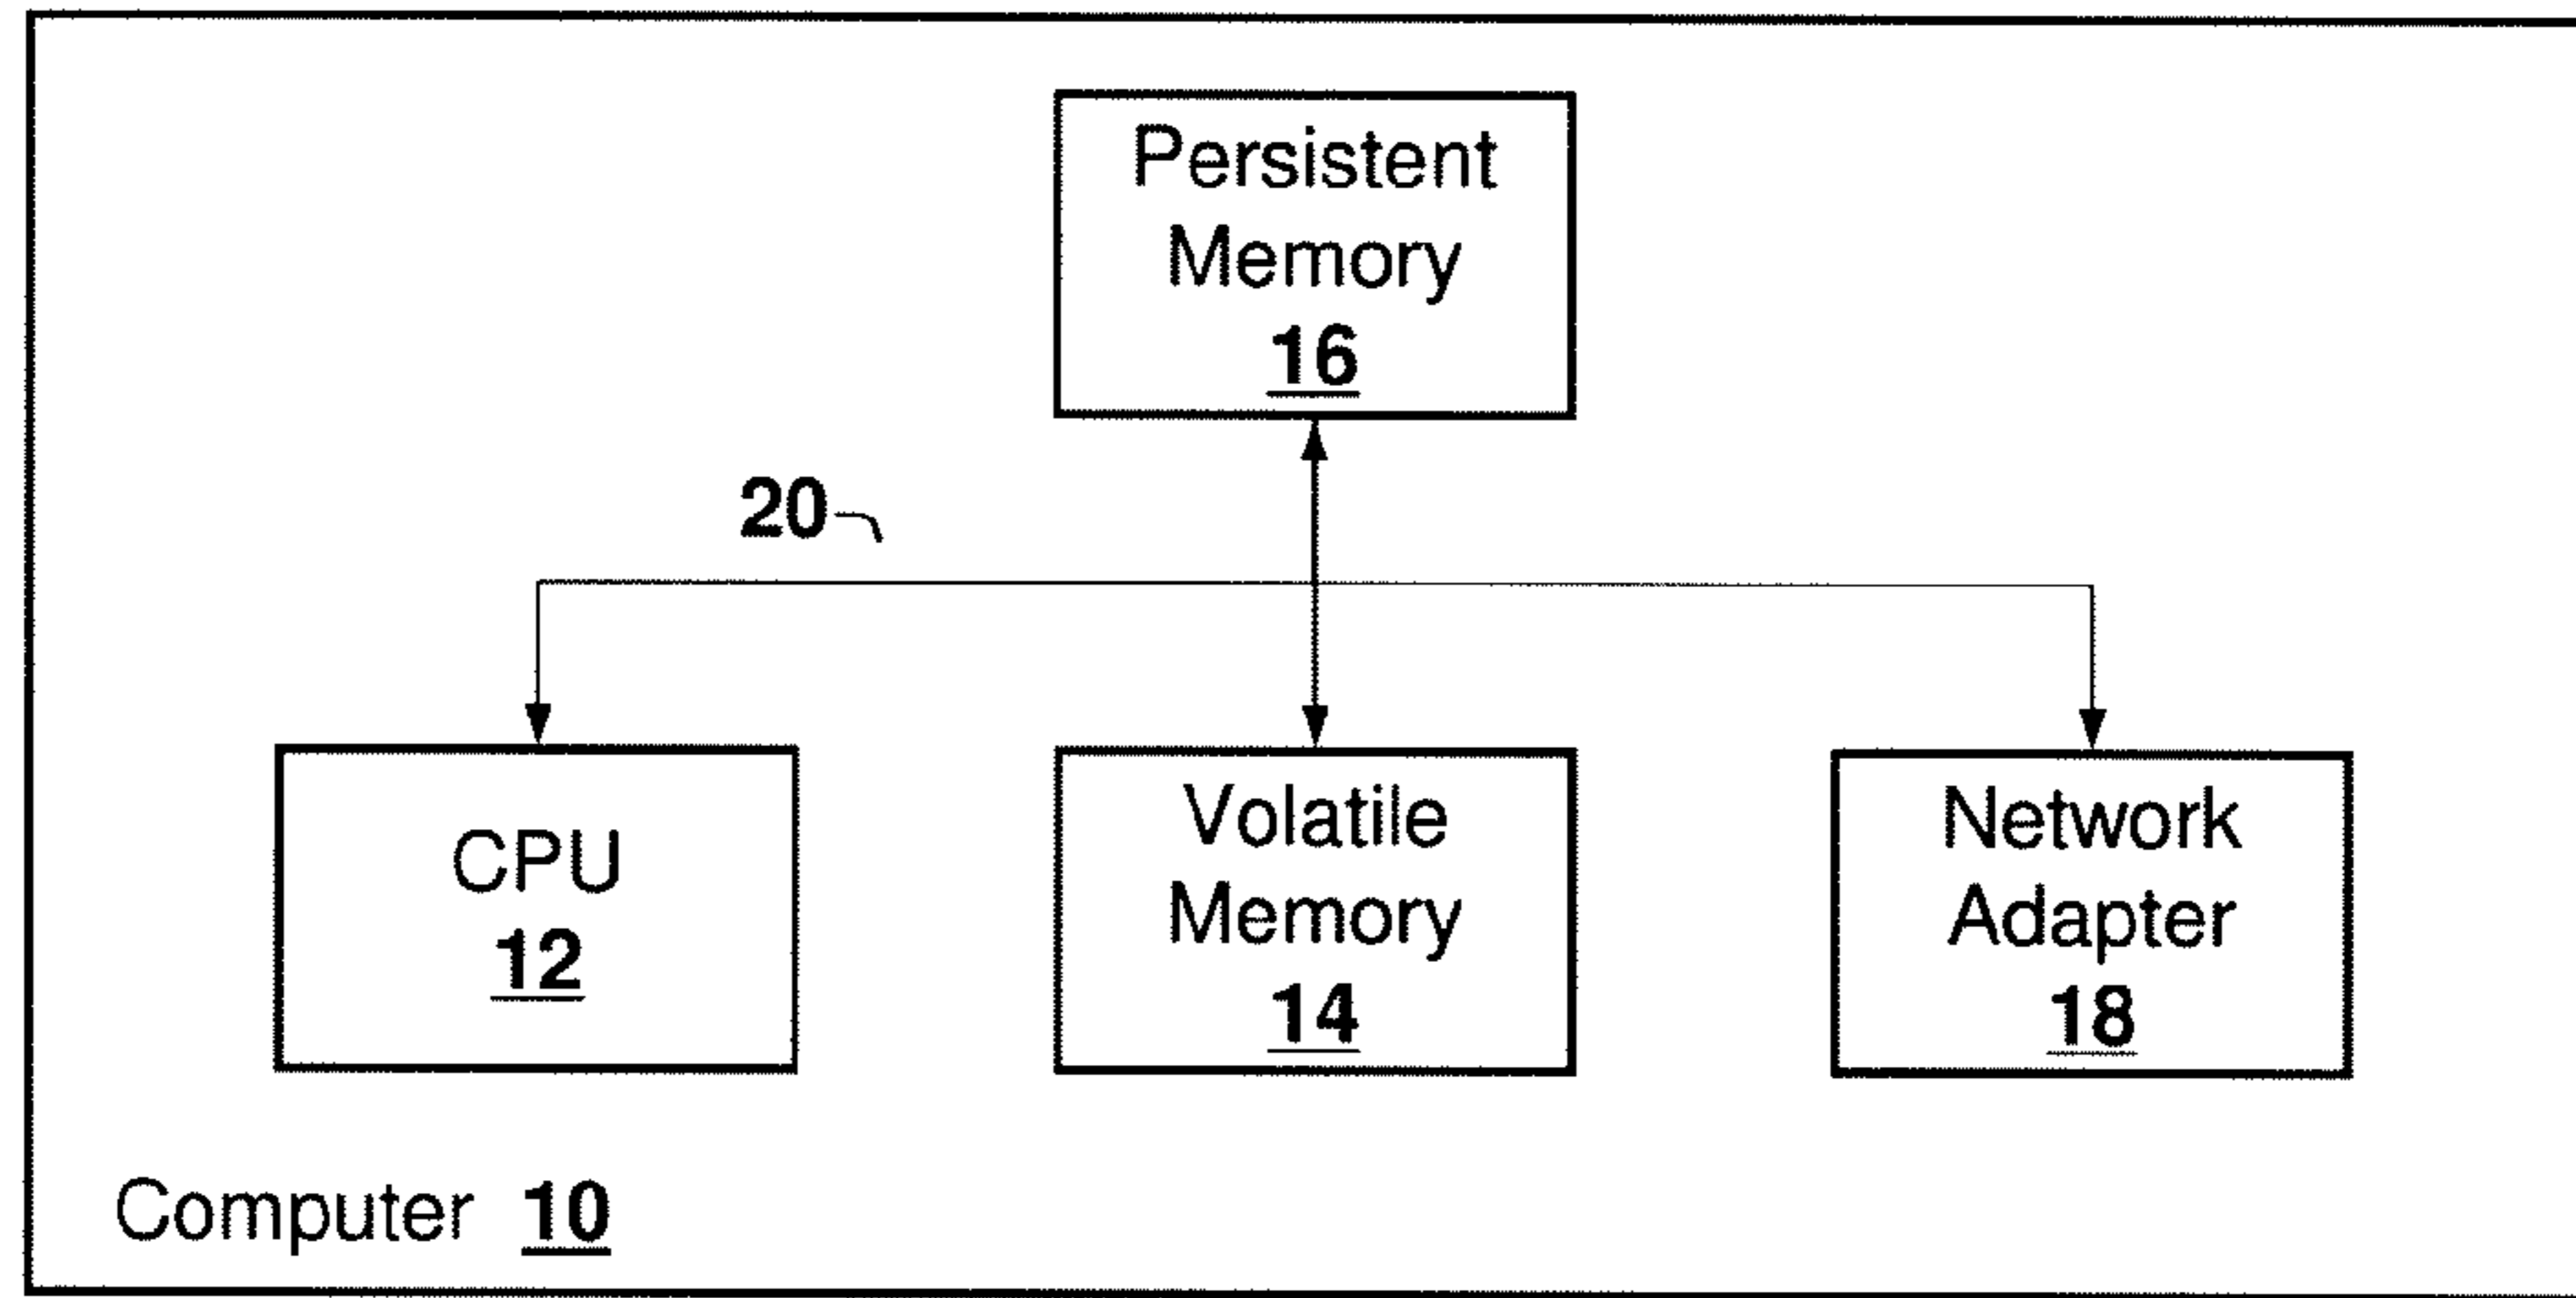 Persistent
Memory
16
20
CPU
12
Volatile
Memory
14
Network
Adapter
18
Computer 10